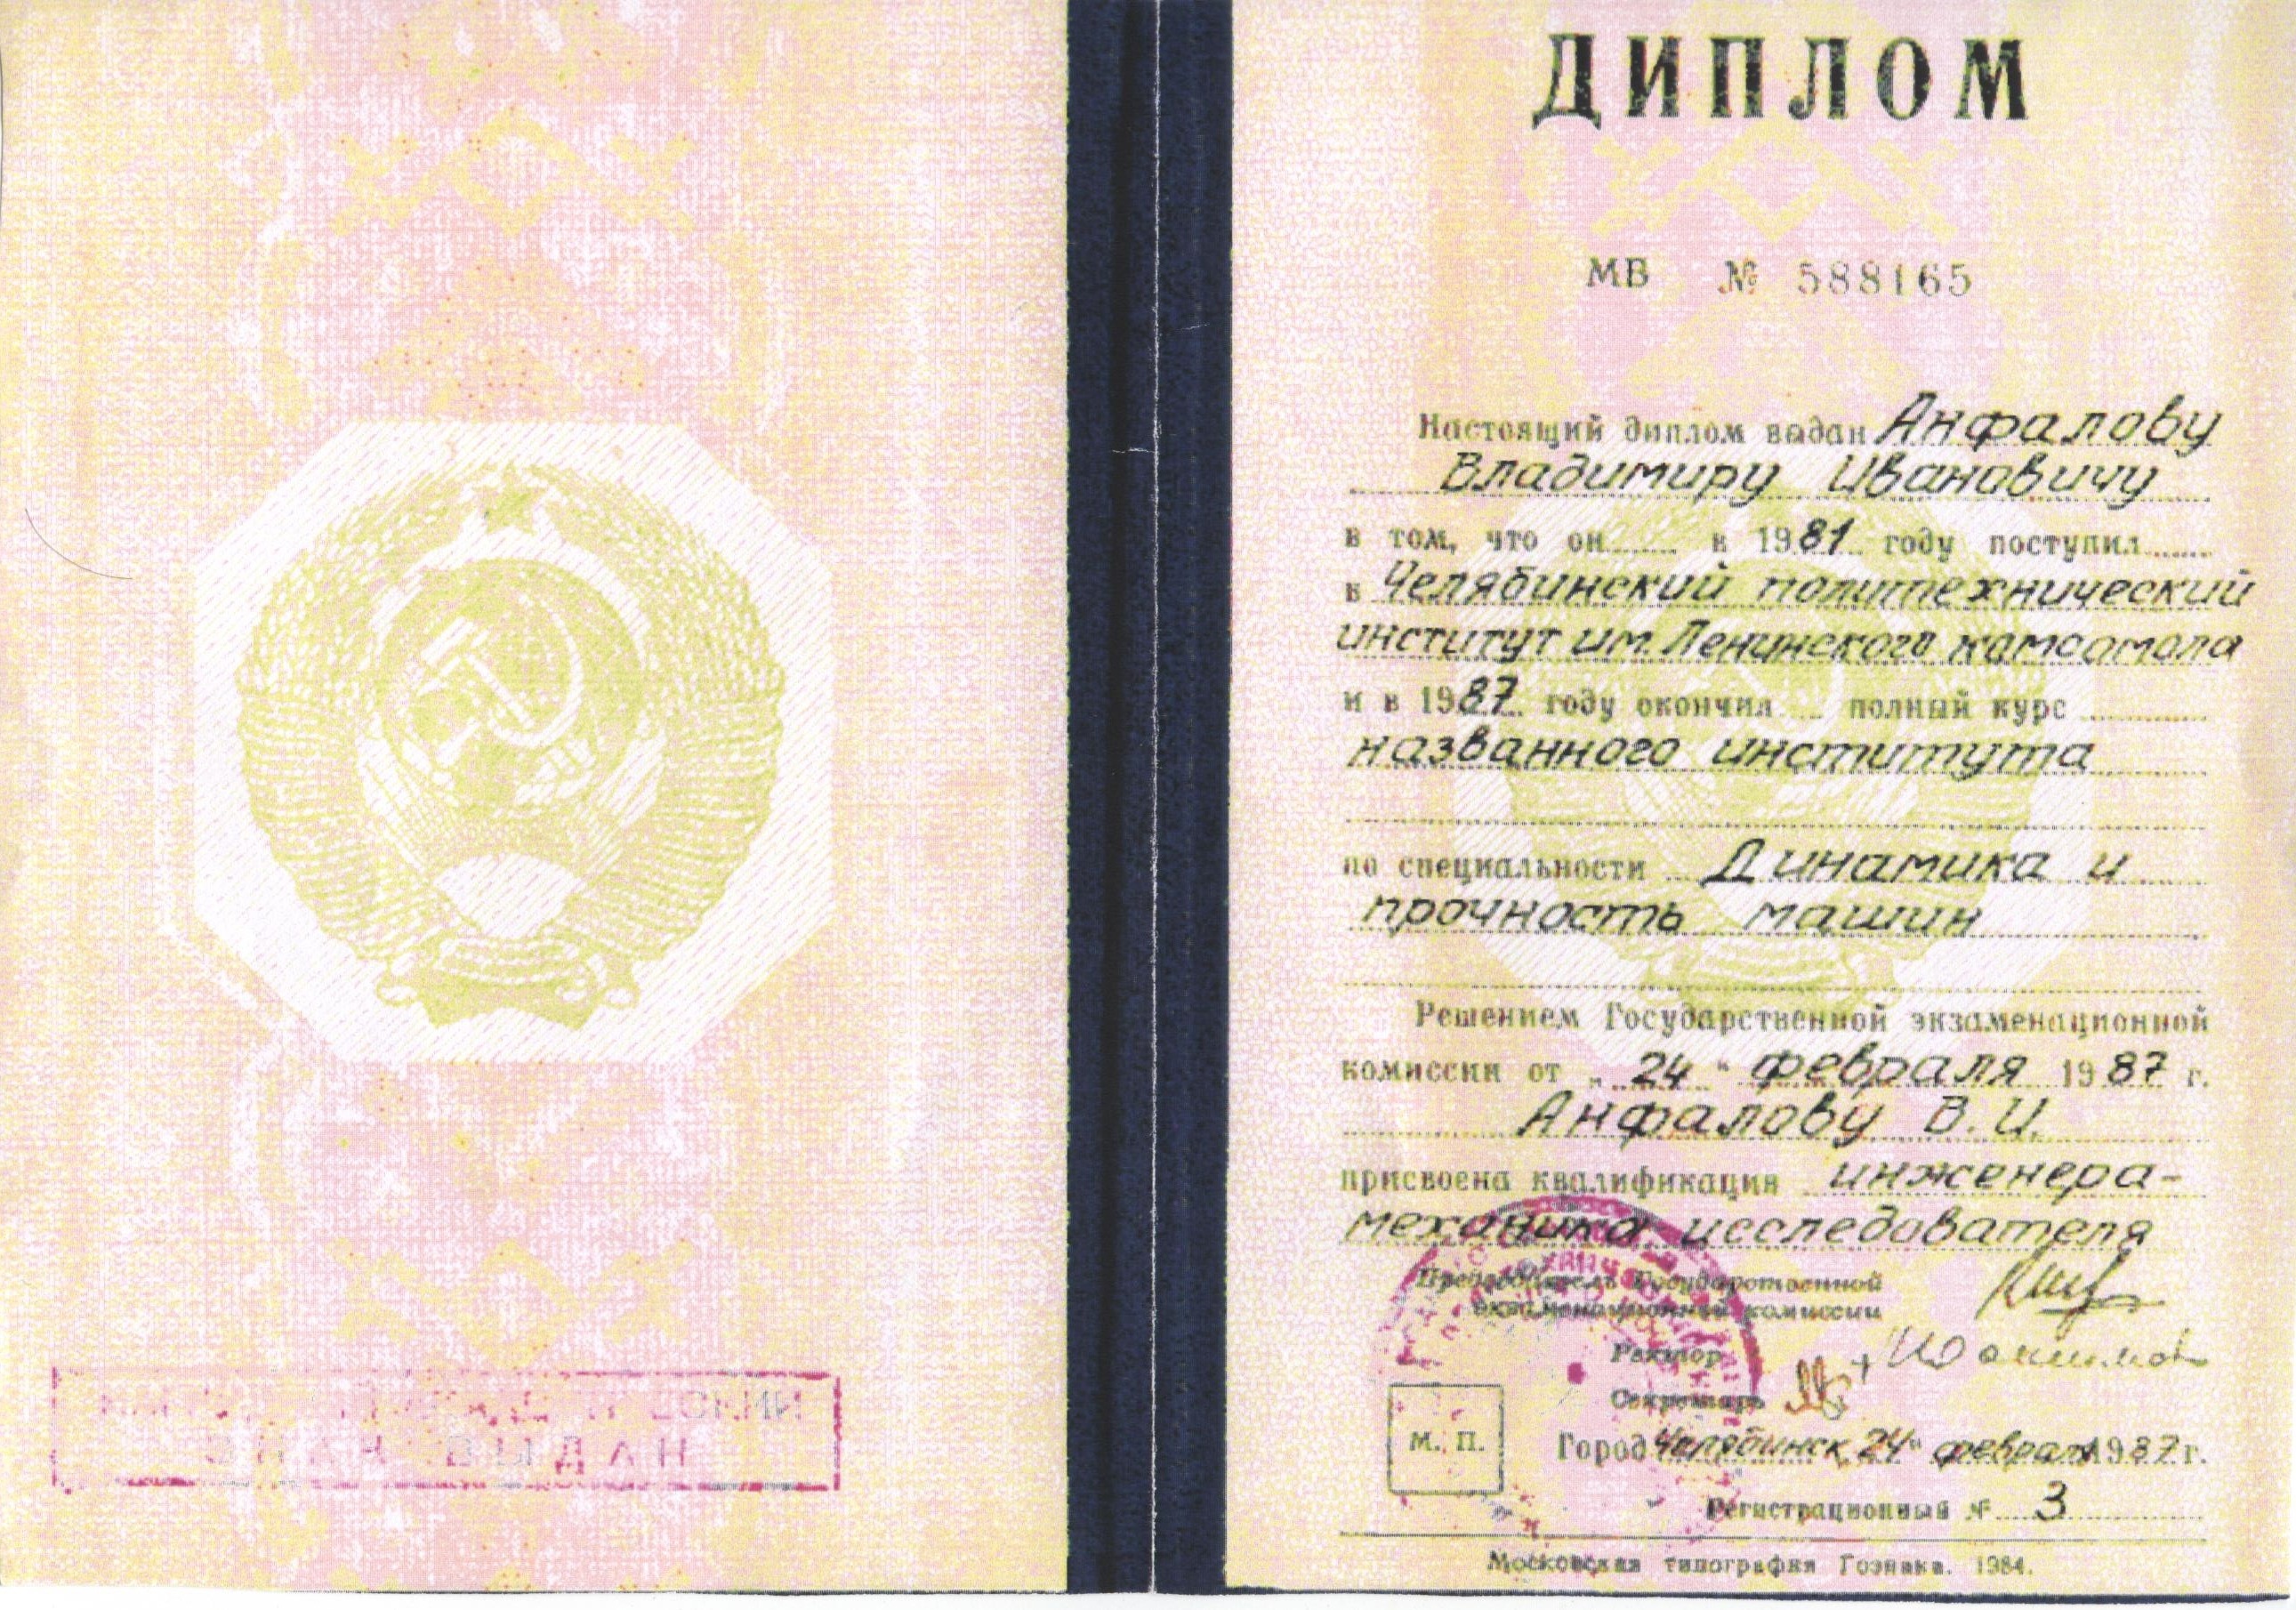 ДИПЛОМ
МВ № 588165
Настоящий диплом выдан Анфалову
Владимиру Ивановичу
в том, что он в 1981 году поступил
в Челябинский политехнический
институт им. Ленинского комсомола
и в 1987 году окончил полный курс
названного института
по специальности Динамика и
прочность машин
Решением Государственной экзаменационной
комиссии от „24“ февраля 1987 г.
Анфалову В.И.
присвоена квалификация инженера-
механика исследователя
Председатель Государственной
экзаменационной комиссии
Ректор
Секретарь
М. П.
Город Челябинск 24“ февраля 1987 г.
Регистрационный № 3
Московская типография Гознака. 1984.